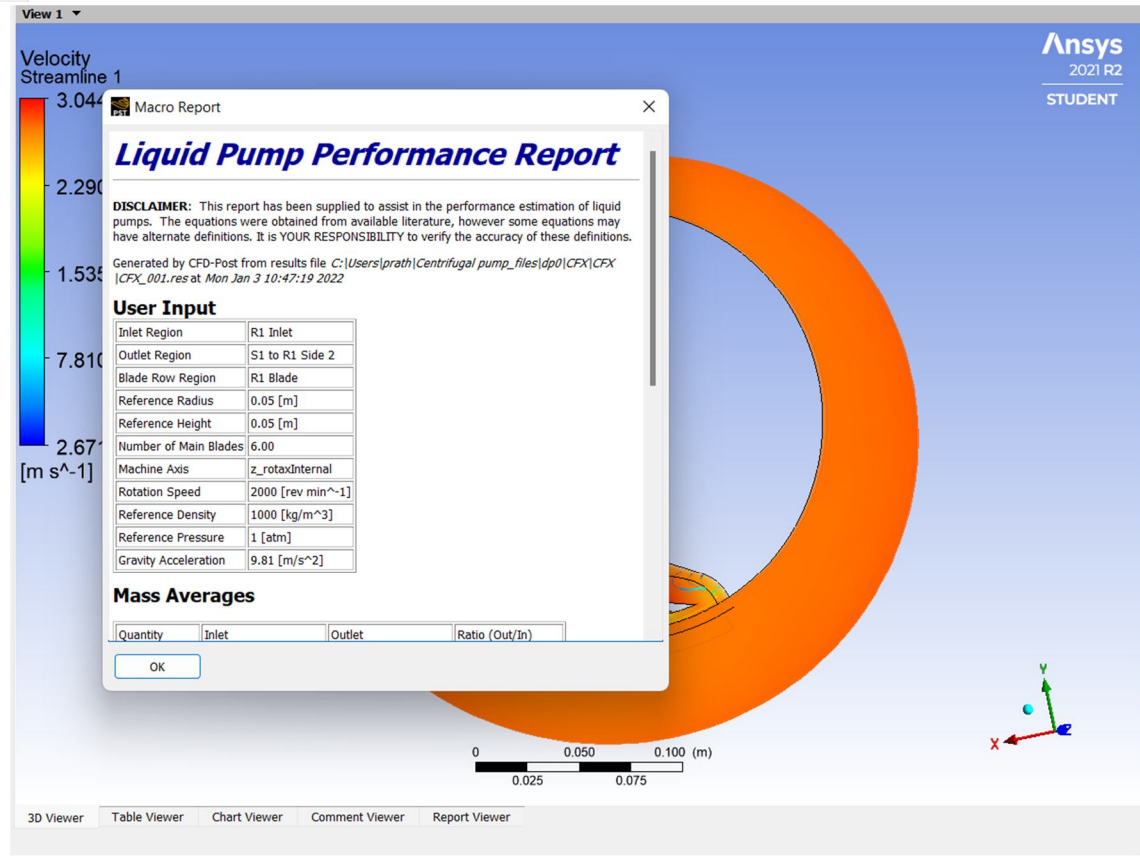 View 1
Ansys
2021 R2
STUDENT
Velocity
Streamline 1
3.044
2.290
1.535
7.810
2.671
[m s^-1]
PST Macro Report
Liquid Pump Performance Report
DISCLAIMER: This report has been supplied to assist in the performance estimation of liquid
pumps. The equations were obtained from available literature, however some equations may
have alternate definitions. It is YOUR RESPONSIBILITY to verify the accuracy of these definitions.
Generated by CFD-Post from results file C:|Users|prath|Centrifugal pump_files|dp0|CFX|CFX
|CFX_001.res at Mon Jan 3 10:47:19 2022
User Input
Inlet Region R1 Inlet
Outlet Region S1 to R1 Side 2
Blade Row Region R1 Blade
Reference Radius 0.05 [m]
Reference Height 0.05 [m]
Number of Main Blades 6.00
Machine Axis z_rotaxInternal
Rotation Speed 2000 [rev min^-1]
Reference Density 1000 [kg/m^3]
Reference Pressure 1 [atm]
Gravity Acceleration 9.81 [m/s^2]
Mass Averages
Quantity Inlet Outlet Ratio (Out/In)
OK
Y
X Z
0 0.050 0.100 (m)
0.025 0.075
3D Viewer Table Viewer Chart Viewer Comment Viewer Report Viewer